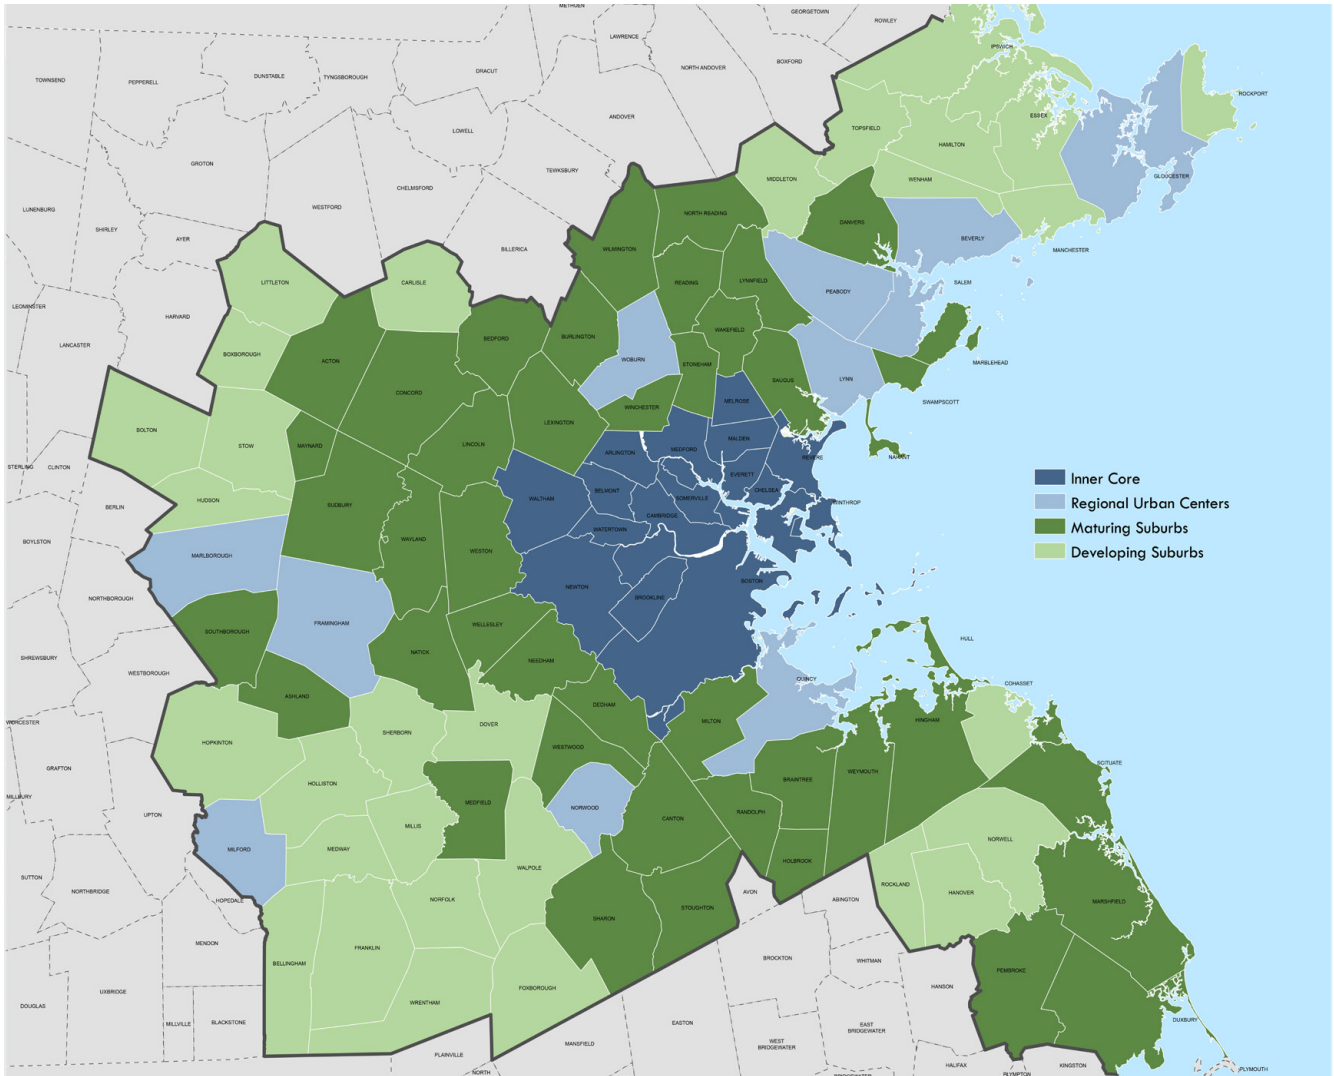 METHUEN
GEORGETOWN
ROWLEY
LAWRENCE
IPSWICH
BOXFORD
NORTH ANDOVER
DRACUT
TOWNSEND
PEPPERELL
DUNSTABLE
TYNGSBOROUGH
ROCKPORT
ANDOVER
ESSEX
LOWELL
TOPSFIELD
HAMILTON
GROTON
TEWKSBURY
GLOUCESTER
MIDDLETON
WENHAM
CHELMSFORD
WESTFORD
LUNENBURG
NORTH READING
DANVERS
SHIRLEY
AYER
BEVERLY
BILLERICA
WILMINGTON
MANCHESTER
LITTLETON
CARLISLE
READING
LYNNFIELD
SALEM
PEABODY
LEOMINSTER
HARVARD
WAKEFIELD
BEDFORD
BURLINGTON
LANCASTER
BOXBOROUGH
ACTON
WOBURN
STONEHAM
MARBLEHEAD
SAUGUS
LYNN
CONCORD
MELROSE
SWAMPSCOTT
WINCHESTER
LEXINGTON
BOLTON
STOW
MAYNARD
LINCOLN
MALDEN
ARLINGTON
MEDFORD
REVERE
NAHANT
STERLING
CLINTON
EVERETT
Inner Core
BELMONT
CHELSEA
WALTHAM
SOMERVILLE
HUDSON
WINTHROP
Regional Urban Centers
BERLIN
SUDBURY
CAMBRIDGE
WATERTOWN
Maturing Suburbs
BOYLSTON
WAYLAND
WESTON
Developing Suburbs
MARLBOROUGH
BOSTON
NEWTON
NORTHBOROUGH
BROOKLINE
FRAMINGHAM
WELLESLEY
SOUTHBOROUGH
HULL
NATICK
SHREWSBURY
NEEDHAM
WESTBOROUGH
QUINCY
COHASSET
ASHLAND
DEDHAM
WORCESTER
DOVER
MILTON
HINGHAM
SHERBORN
HOPKINTON
WESTWOOD
SCITUATE
GRAFTON
WEYMOUTH
BRAINTREE
HOLLISTON
MILLBURY
MEDFIELD
NORWOOD
UPTON
RANDOLPH
CANTON
MILLIS
NORWELL
MILFORD
MEDWAY
HOLBROOK
WALPOLE
SUTTON
ROCKLAND
NORTHBRIDGE
AVON
HANOVER
HOPEDALE
NORFOLK
ABINGTON
MARSHFIELD
STOUGHTON
SHARON
MENDON
FRANKLIN
BROCKTON
WHITMAN
BELLINGHAM
PEMBROKE
FOXBOROUGH
HANSON
UXBRIDGE
WRENTHAM
DOUGLAS
DUXBURY
MILLVILLE
BLACKSTONE
EASTON
EAST
BRIDGEWATER
MANSFIELD
WEST
BRIDGEWATER
PLAINVILLE
HALIFAX
KINGSTON
PLYMOUTH
NORTH
PLYMPTON